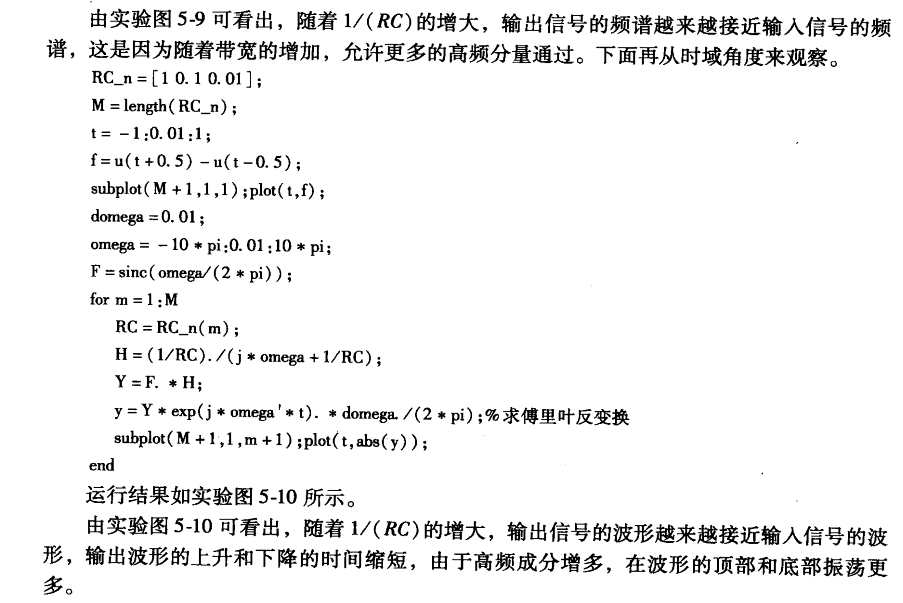 由实验图 5-9 可看出，随着 1/(RC)的增大，输出信号的频谱越来越接近输入信号的频
谱，这是因为随着带宽的增加，允许更多的高频分量通过。下面再从时域角度来观察。
RC_n = [1 0.1 0.01];
M = length(RC_n);
t = -1:0.01:1;
f = u(t+0.5) - u(t-0.5);
subplot(M+1,1,1);plot(t,f);
domega = 0.01;
omega = -10 * pi:0.01:10 * pi;
F = sinc(omega/(2 * pi));
for m = 1:M
RC = RC_n(m);
H = (1/RC)./(j * omega + 1/RC);
Y = F. * H;
y = Y * exp(j * omega' * t). * domega./(2 * pi);%求傅里叶反变换
subplot(M+1,1,m+1);plot(t,abs(y));
end
运行结果如实验图 5-10 所示。
由实验图 5-10 可看出，随着 1/(RC)的增大，输出信号的波形越来越接近输入信号的波
形，输出波形的上升和下降的时间缩短，由于高频成分增多，在波形的顶部和底部振荡更
多。